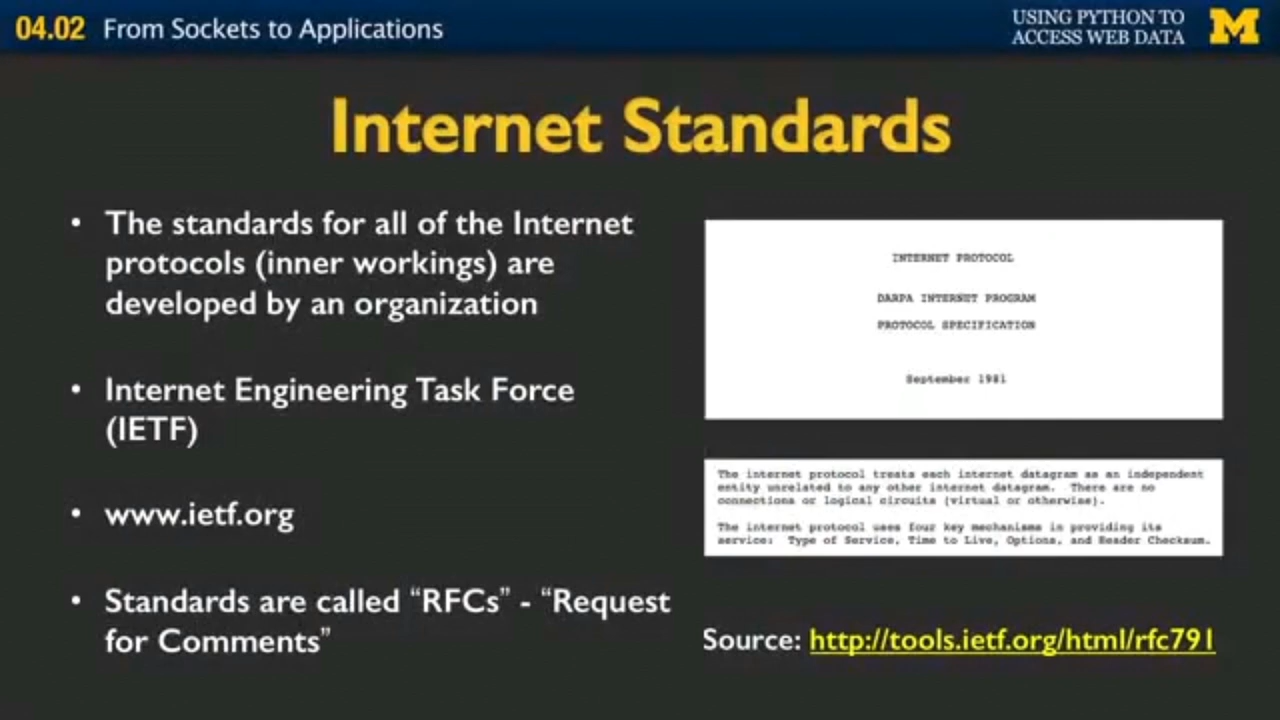 04.02 From Sockets to Applications
USING PYTHON TO
ACCESS WEB DATA
M
Internet Standards
• The standards for all of the Internet
protocols (inner workings) are
developed by an organization
• Internet Engineering Task Force
(IETF)
• www.ietf.org
• Standards are called “RFCs” - “Request
for Comments”
INTERNET PROTOCOL
DARPA INTERNET PROGRAM
PROTOCOL SPECIFICATION
September 1981
The internet protocol treats each internet datagram as an independent
entity unrelated to any other internet datagram. There are no
connections or logical circuits (virtual or otherwise).
The internet protocol uses four key mechanisms in providing its
service: Type of Service, Time to Live, Options, and Header Checksum.
Source: http://tools.ietf.org/html/rfc791